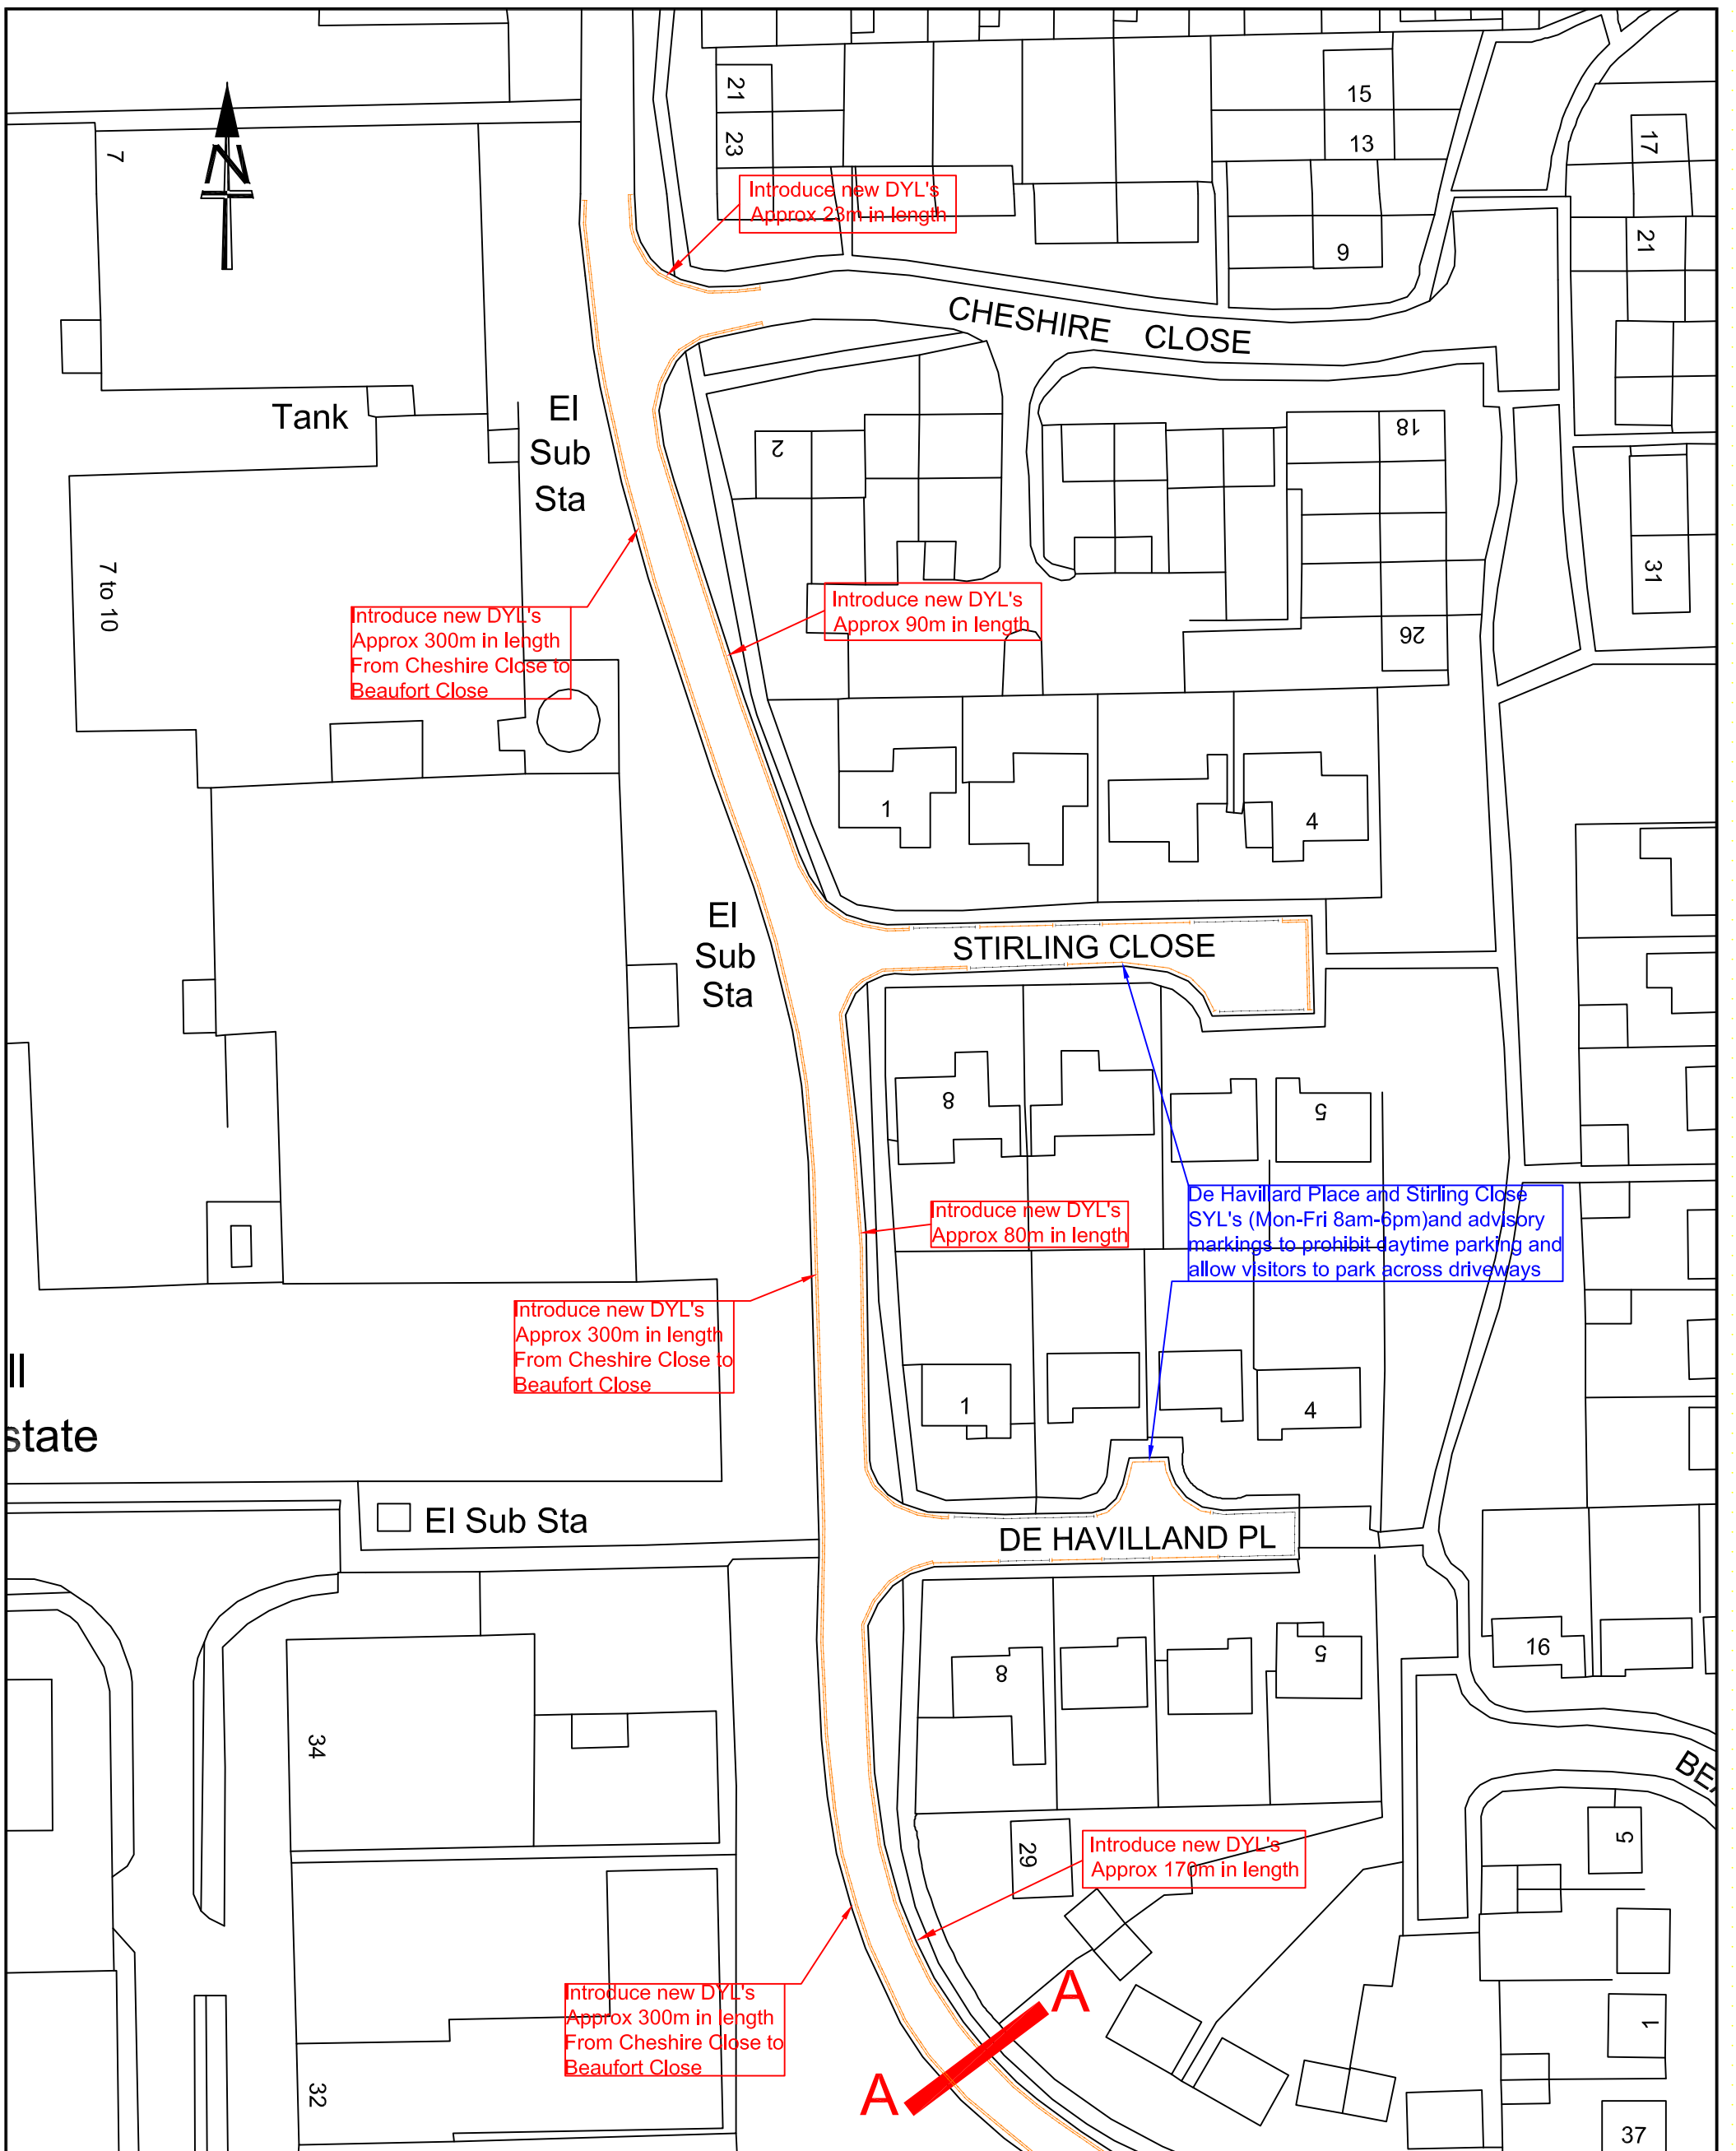 21
15
7
23
13
17
N
Introduce new DYL's
Approx 23m in length
21
9
CHESHIRE CLOSE
El
Sub
Sta
Tank
2
18
7 to 10
31
Introduce new DYL's
Approx 90m in length
Introduce new DYL's
Approx 300m in length
From Cheshire Close to
Beaufort Close
26
1
4
El
Sub
Sta
STIRLING CLOSE
8
5
De Havillard Place and Stirling Close
SYL's (Mon-Fri 8am-6pm)and advisory
markings to prohibit daytime parking and
allow visitors to park across driveways
Introduce new DYL's
Approx 80m in length
Introduce new DYL's
Approx 300m in length
From Cheshire Close to
Beaufort Close
ll
state
1
4
El Sub Sta
DE HAVILLAND PL
8
5
16
34
BEA
29
Introduce new DYL's
Approx 170m in length
5
Introduce new DYL's
Approx 300m in length
From Cheshire Close to
Beaufort Close
A
A
1
32
37